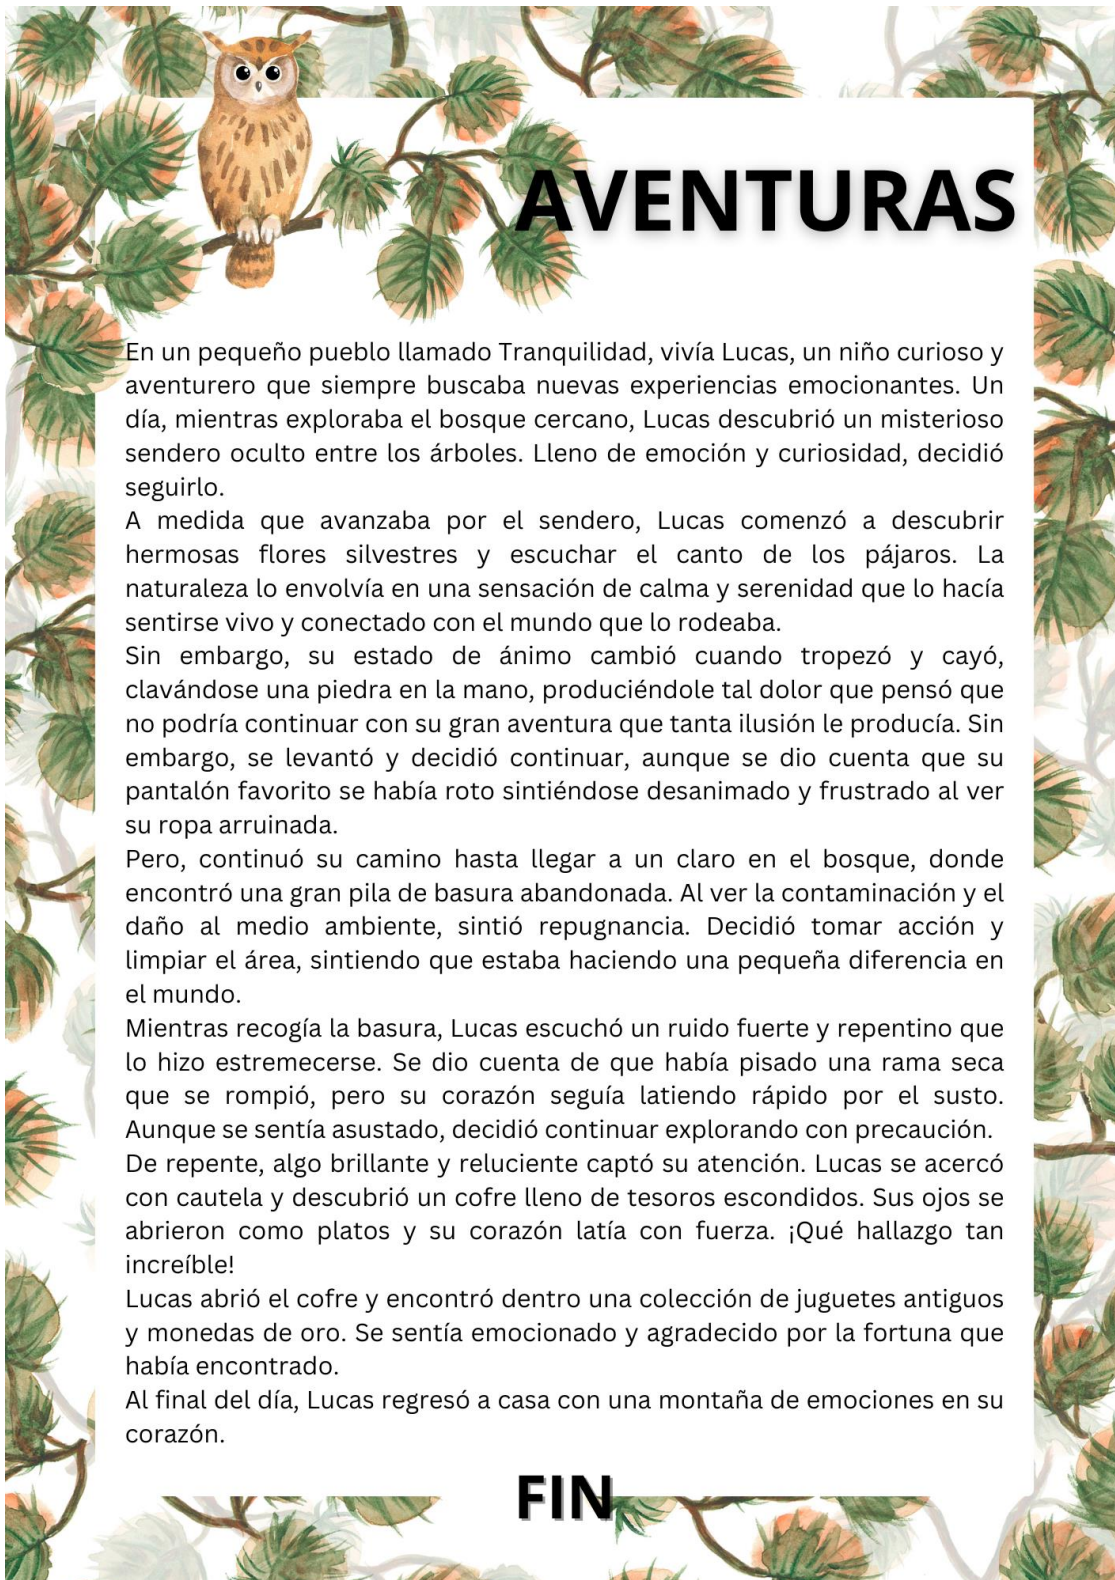 AVENTURAS
En un pequeño pueblo llamado Tranquilidad, vivía Lucas, un niño curioso y
aventurero que siempre buscaba nuevas experiencias emocionantes. Un
día, mientras exploraba el bosque cercano, Lucas descubrió un misterioso
sendero oculto entre los árboles. Lleno de emoción y curiosidad, decidió
seguirlo.
A medida que avanzaba por el sendero, Lucas comenzó a descubrir
hermosas flores silvestres y escuchar el canto de los pájaros. La
naturaleza lo envolvía en una sensación de calma y serenidad que lo hacía
sentirse vivo y conectado con el mundo que lo rodeaba.
Sin embargo, su estado de ánimo cambió cuando tropezó y cayó,
clavándose una piedra en la mano, produciéndole tal dolor que pensó que
no podría continuar con su gran aventura que tanta ilusión le producía. Sin
embargo, se levantó y decidió continuar, aunque se dio cuenta que su
pantalón favorito se había roto sintiéndose desanimado y frustrado al ver
su ropa arruinada.
Pero, continuó su camino hasta llegar a un claro en el bosque, donde
encontró una gran pila de basura abandonada. Al ver la contaminación y el
daño al medio ambiente, sintió repugnancia. Decidió tomar acción y
limpiar el área, sintiendo que estaba haciendo una pequeña diferencia en
el mundo.
Mientras recogía la basura, Lucas escuchó un ruido fuerte y repentino que
lo hizo estremecerse. Se dio cuenta de que había pisado una rama seca
que se rompió, pero su corazón seguía latiendo rápido por el susto.
Aunque se sentía asustado, decidió continuar explorando con precaución.
De repente, algo brillante y reluciente captó su atención. Lucas se acercó
con cautela y descubrió un cofre lleno de tesoros escondidos. Sus ojos se
abrieron como platos y su corazón latía con fuerza. ¡Qué hallazgo tan
increíble!
Lucas abrió el cofre y encontró dentro una colección de juguetes antiguos
y monedas de oro. Se sentía emocionado y agradecido por la fortuna que
había encontrado.
Al final del día, Lucas regresó a casa con una montaña de emociones en su
corazón.
FIN